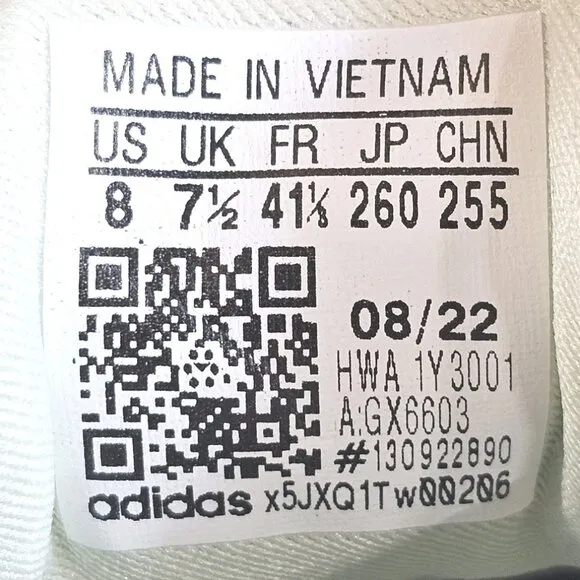 MADE IN VIETNAM
US UK FR JP CHN
8 7½ 41⅓ 260 255
08/22
HWA 1Y3001
A:GX6603
#130922890
adidas x5JXQ1Tw00206